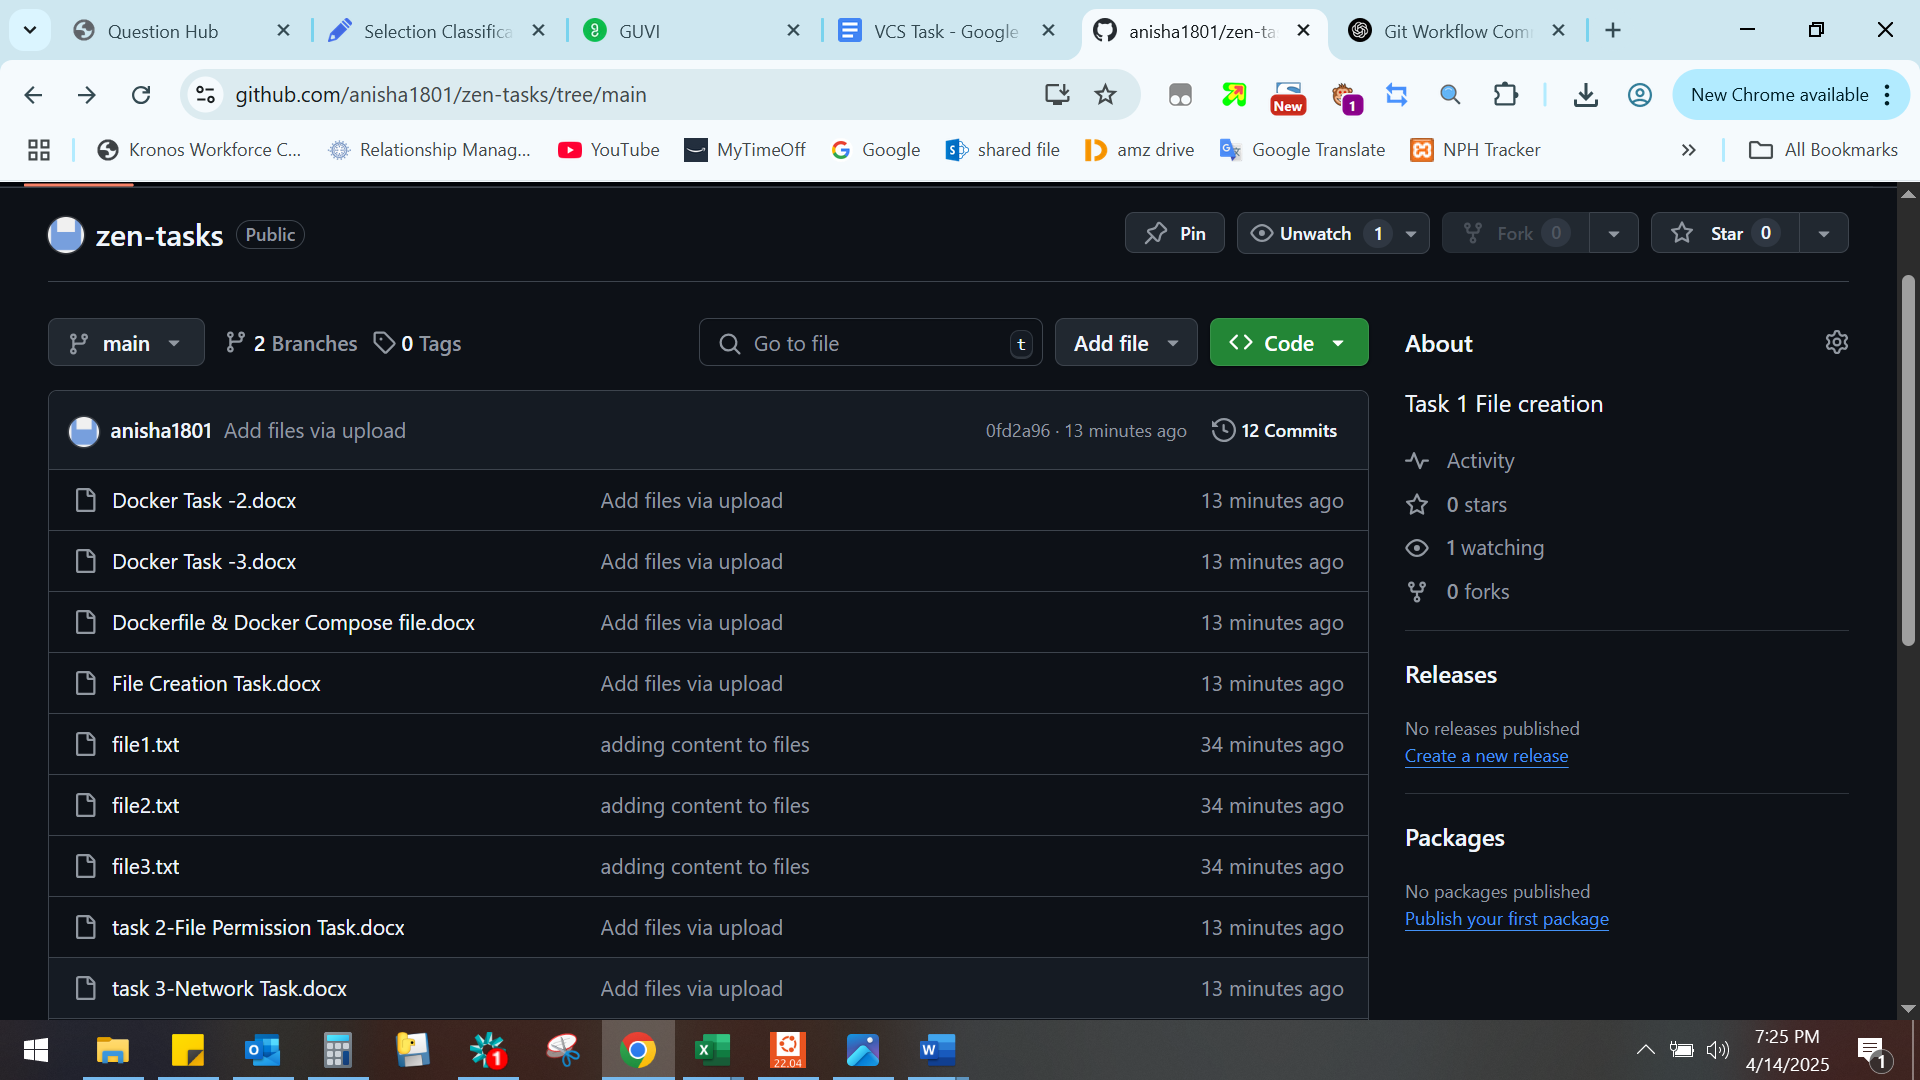 Question Hub
Selection Classifica
GUVI
VCS Task - Google
anisha1801/zen-ta
Git Workflow Com
github.com/anisha1801/zen-tasks/tree/main
New
1
New Chrome available
Kronos Workforce C...
Relationship Manag...
YouTube
MyTimeOff
Google
shared file
amz drive
Google Translate
NPH Tracker
All Bookmarks
zen-tasks
Public
Pin
Unwatch 1
Fork 0
Star 0
main
2 Branches
0 Tags
Go to file
t
Add file
Code
anisha1801 Add files via upload 0fd2a96 · 13 minutes ago 12 Commits
Docker Task -2.docx Add files via upload 13 minutes ago
Docker Task -3.docx Add files via upload 13 minutes ago
Dockerfile & Docker Compose file.docx Add files via upload 13 minutes ago
File Creation Task.docx Add files via upload 13 minutes ago
file1.txt adding content to files 34 minutes ago
file2.txt adding content to files 34 minutes ago
file3.txt adding content to files 34 minutes ago
task 2-File Permission Task.docx Add files via upload 13 minutes ago
task 3-Network Task.docx Add files via upload 13 minutes ago
About
Task 1 File creation
Activity
0 stars
1 watching
0 forks
Releases
No releases published
Create a new release
Packages
No packages published
Publish your first package
1
22.04
7:25 PM
4/14/2025
1